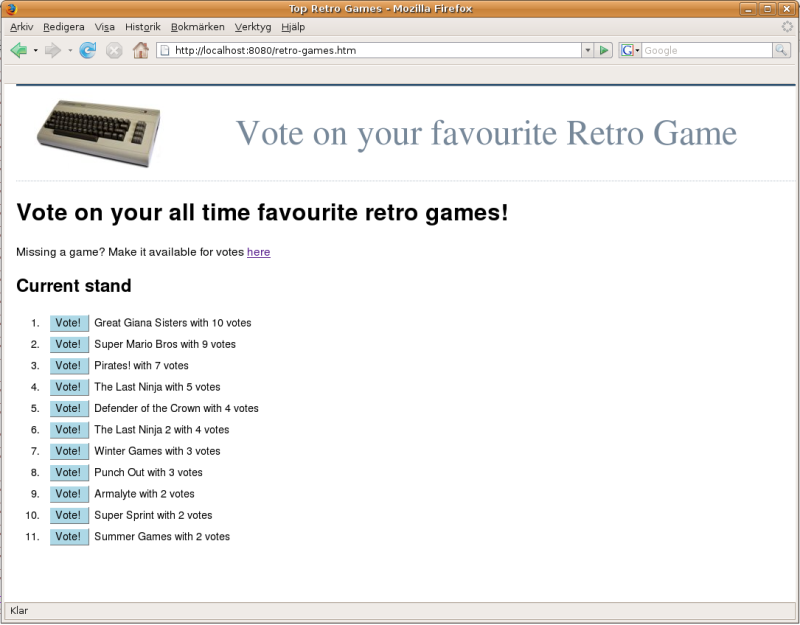 Top Retro Games - Mozilla Firefox
Arkiv Redigera Visa Historik Bokmärken Verktyg Hjälp
http://localhost:8080/retro-games.htm
G Google
Vote on your favourite Retro Game
Vote on your all time favourite retro games!
Missing a game? Make it available for votes here
Current stand
1. Vote! Great Giana Sisters with 10 votes
2. Vote! Super Mario Bros with 9 votes
3. Vote! Pirates! with 7 votes
4. Vote! The Last Ninja with 5 votes
5. Vote! Defender of the Crown with 4 votes
6. Vote! The Last Ninja 2 with 4 votes
7. Vote! Winter Games with 3 votes
8. Vote! Punch Out with 3 votes
9. Vote! Armalyte with 2 votes
10. Vote! Super Sprint with 2 votes
11. Vote! Summer Games with 2 votes
Klar